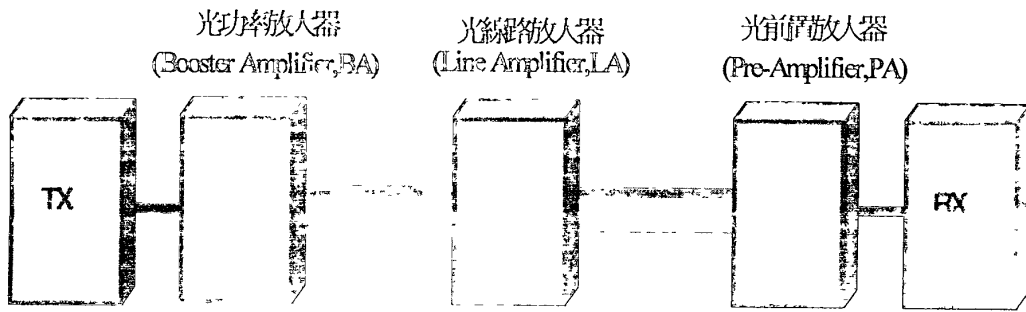 光功率放大器
(Booster Amplifier,BA)
光線路放大器
(Line Amplifier,LA)
光前置放大器
(Pre-Amplifier,PA)
TX
RX